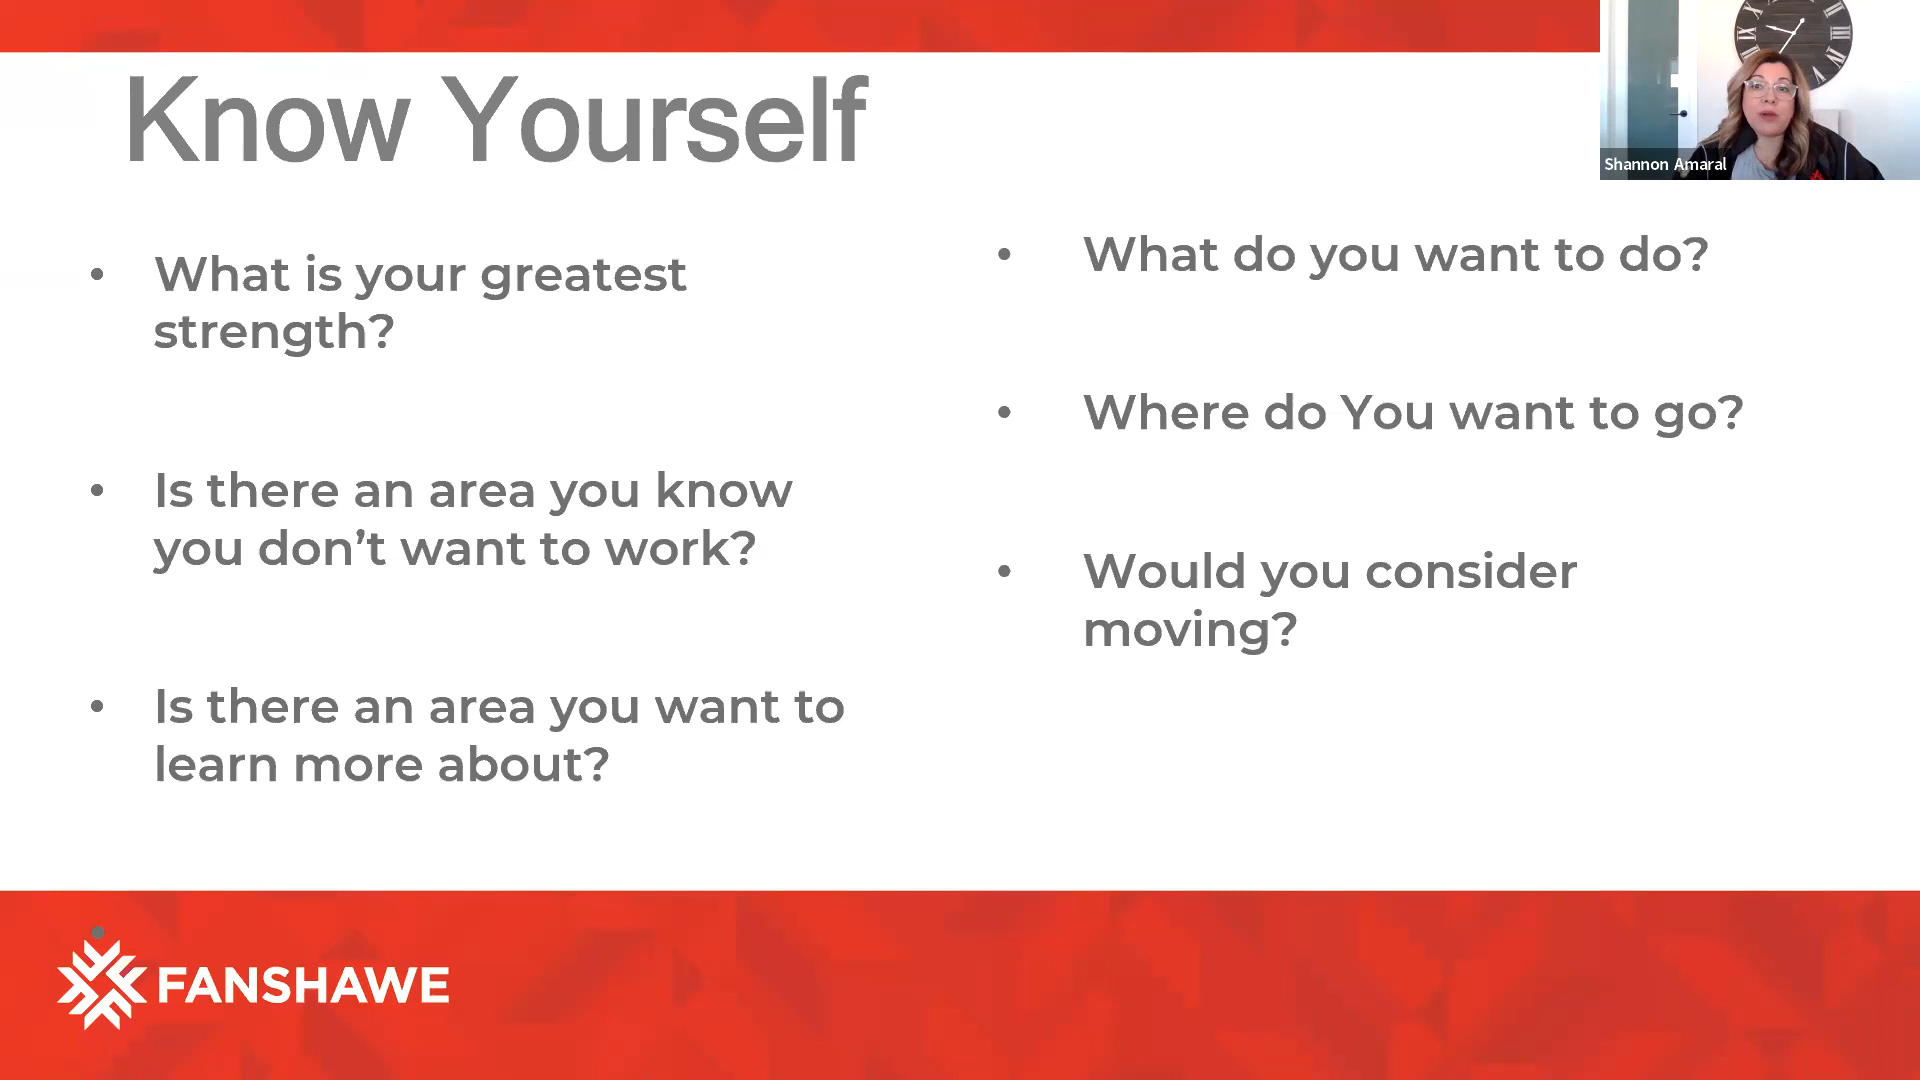 Know Yourself
Shannon Amaral
• What is your greatest
strength?
• Is there an area you know
you don’t want to work?
• Is there an area you want to
learn more about?
• What do you want to do?
• Where do You want to go?
• Would you consider
moving?
FANSHAWE